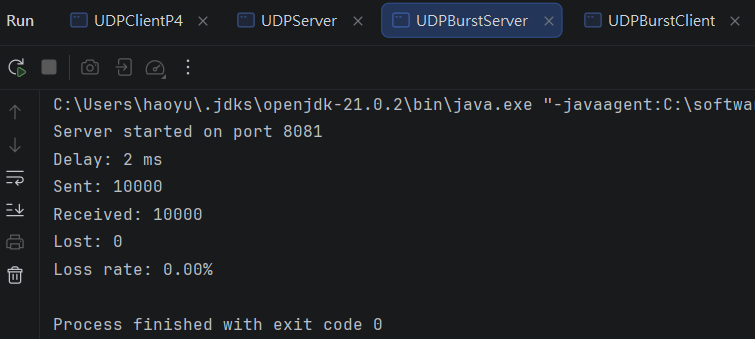 Run UDPClientP4 UDPServer UDPBurstServer UDPBurstClient
C:\Users\haoyu\.jdks\openjdk-21.0.2\bin\java.exe "-javaagent:C:\softwa
Server started on port 8081
Delay: 2 ms
Sent: 10000
Received: 10000
Lost: 0
Loss rate: 0.00%
Process finished with exit code 0